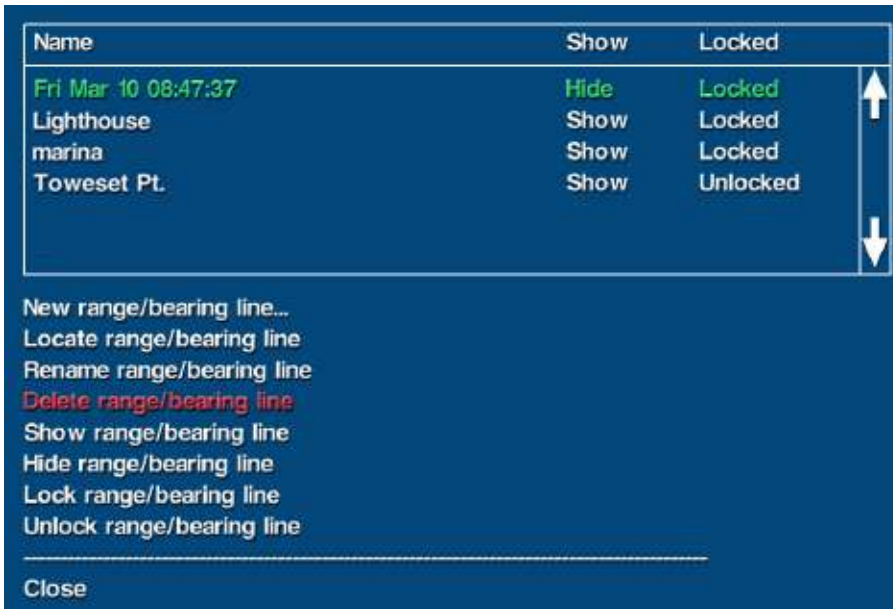 Name Show Locked
Fri Mar 10 08:47:37 Hide Locked
Lighthouse Show Locked
marina Show Locked
Toweset Pt. Show Unlocked
New range/bearing line...
Locate range/bearing line
Rename range/bearing line
Delete range/bearing line
Show range/bearing line
Hide range/bearing line
Lock range/bearing line
Unlock range/bearing line
Close